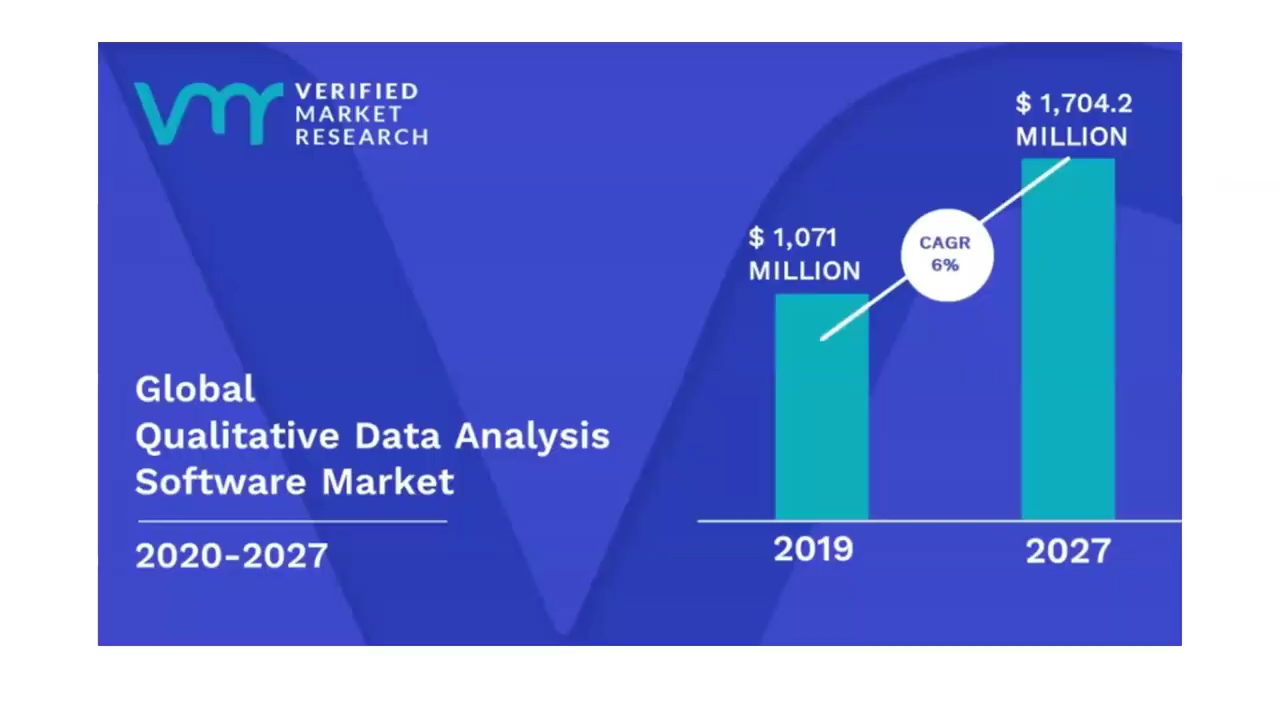 VERIFIED
MARKET
RESEARCH
$ 1,704.2
MILLION
$ 1,071
MILLION
CAGR
6%
Global
Qualitative Data Analysis
Software Market
2020-2027
2019
2027